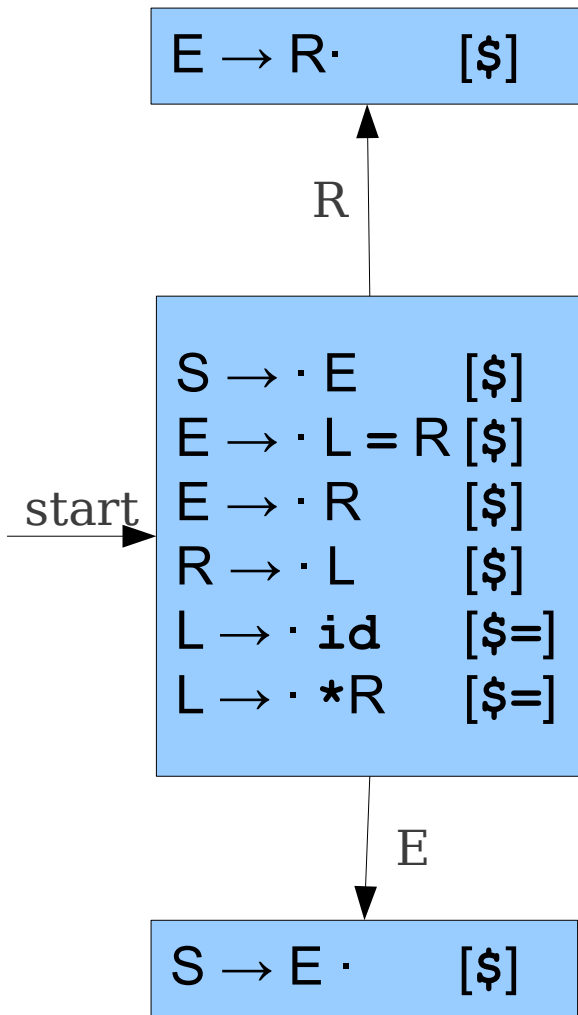 E → R· [$]
R
S → · E [$]
E → · L = R [$]
E → · R [$]
start
R → · L [$]
L → · id [$=]
L → · *R [$=]
E
S → E · [$]